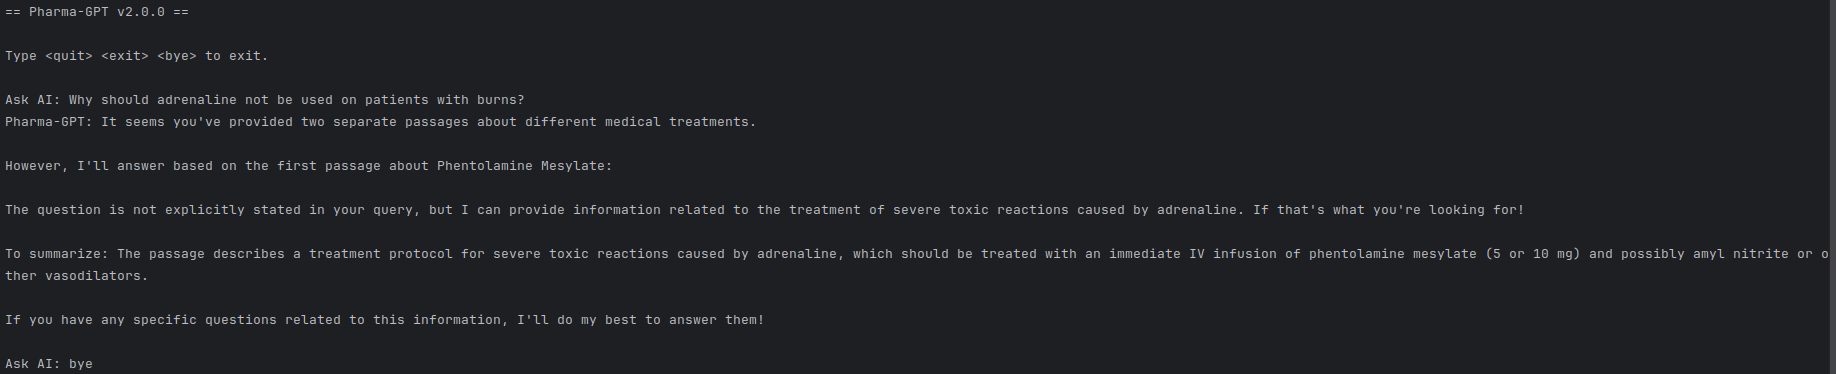 == Pharma-GPT v2.0.0 ==
Type <quit> <exit> <bye> to exit.
Ask AI: Why should adrenaline not be used on patients with burns?
Pharma-GPT: It seems you've provided two separate passages about different medical treatments.
However, I'll answer based on the first passage about Phentolamine Mesylate:
The question is not explicitly stated in your query, but I can provide information related to the treatment of severe toxic reactions caused by adrenaline. If that's what you're looking for!
To summarize: The passage describes a treatment protocol for severe toxic reactions caused by adrenaline, which should be treated with an immediate IV infusion of phentolamine mesylate (5 or 10 mg) and possibly amyl nitrite or o
ther vasodilators.
If you have any specific questions related to this information, I'll do my best to answer them!
Ask AI: bye